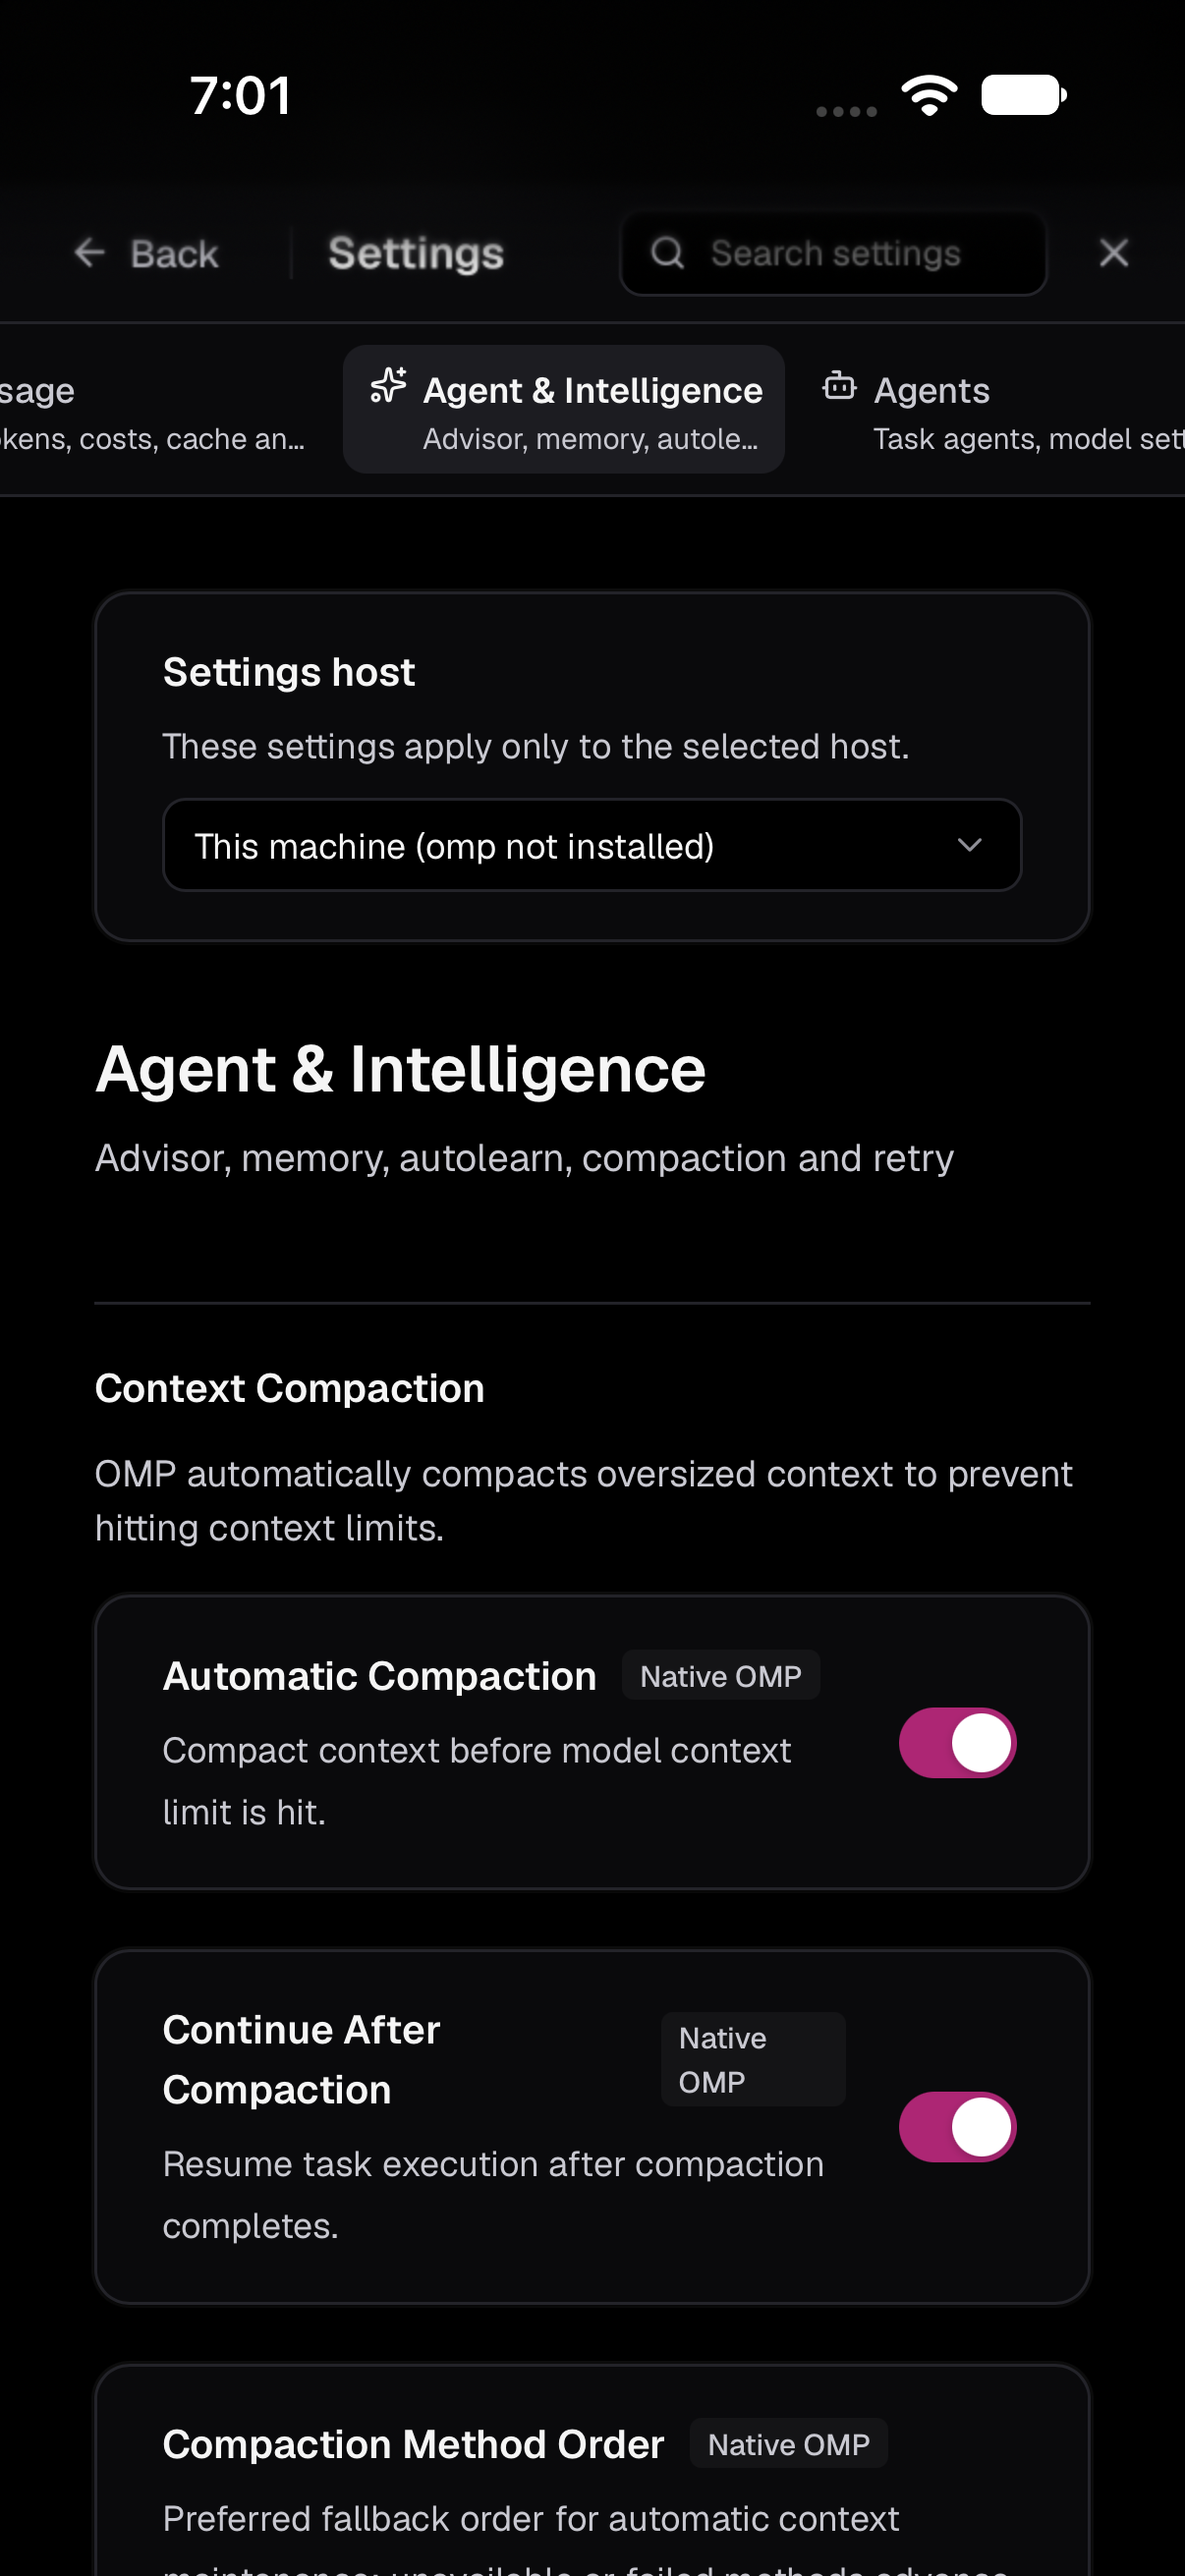 7:01
Back
Settings
Search settings
sage
kens, costs, cache an...
Agent & Intelligence
Advisor, memory, autole...
Agents
Task agents, model sett
Settings host
These settings apply only to the selected host.
This machine (omp not installed)
Agent & Intelligence
Advisor, memory, autolearn, compaction and retry
Context Compaction
OMP automatically compacts oversized context to prevent
hitting context limits.
Automatic Compaction
Native OMP
Compact context before model context
limit is hit.
Continue After
Compaction
Native
OMP
Resume task execution after compaction
completes.
Compaction Method Order
Native OMP
Preferred fallback order for automatic context